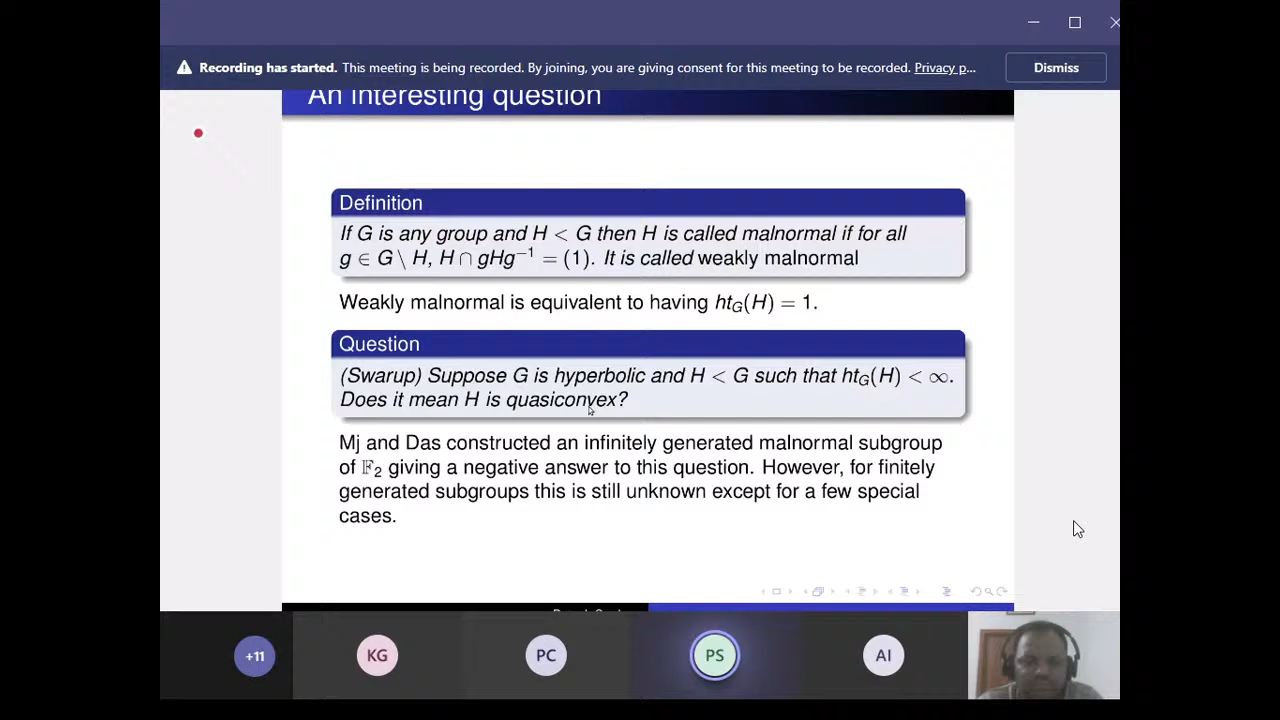 Recording has started. This meeting is being recorded. By joining, you are giving consent for this meeting to be recorded. Privacy p... Dismiss
An interesting question
Definition
If G is any group and H < G then H is called malnormal if for all
g ∈ G \ H, H ∩ gHg⁻¹ = (1). It is called weakly malnormal
Weakly malnormal is equivalent to having ht_G(H) = 1.
Question
(Swarup) Suppose G is hyperbolic and H < G such that ht_G(H) < ∞.
Does it mean H is quasiconvex?
Mj and Das constructed an infinitely generated malnormal subgroup
of 𝔽₂ giving a negative answer to this question. However, for finitely
generated subgroups this is still unknown except for a few special
cases.
+11 KG PC PS AI